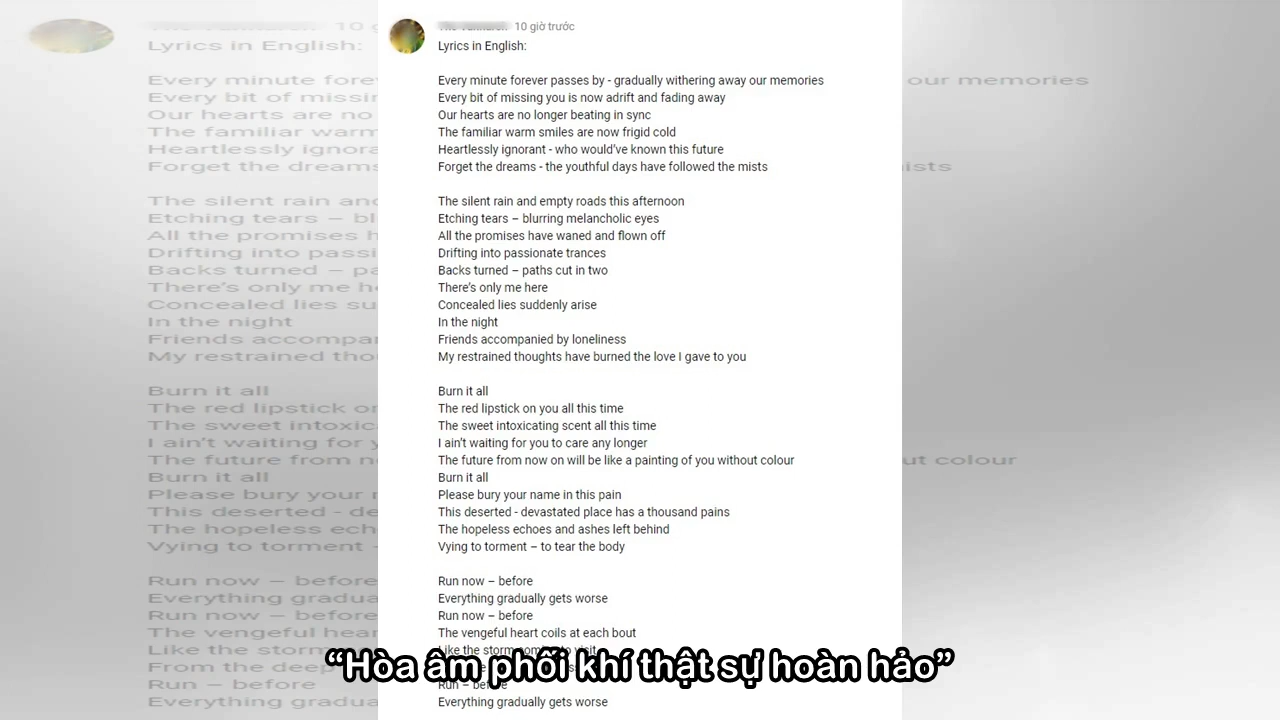 10 giờ trước
Lyrics in English:
Every minute forever passes by - gradually withering away our memories
Every bit of missing you is now adrift and fading away
Our hearts are no longer beating in sync
The familiar warm smiles are now frigid cold
Heartlessly ignorant - who would've known this future
Forget the dreams - the youthful days have followed the mists
The silent rain and empty roads this afternoon
Etching tears – blurring melancholic eyes
All the promises have waned and flown off
Drifting into passionate trances
Backs turned – paths cut in two
There's only me here
Concealed lies suddenly arise
In the night
Friends accompanied by loneliness
My restrained thoughts have burned the love I gave to you
Burn it all
The red lipstick on you all this time
The sweet intoxicating scent all this time
I ain't waiting for you to care any longer
The future from now on will be like a painting of you without colour
Burn it all
Please bury your name in this pain
This deserted - devastated place has a thousand pains
The hopeless echoes and ashes left behind
Vying to torment – to tear the body
Run now – before
Everything gradually gets worse
Run now – before
The vengeful heart coils at each bout
Like the storm coming to visit
“Hòa âm phối khí thật sự hoàn hảo”
Run – before
Everything gradually gets worse